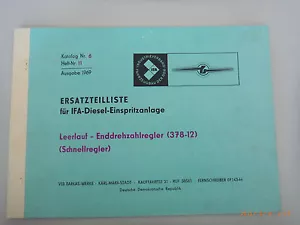 Katalog Nr. 6
Heft-Nr. 11
Ausgabe 1969
ERSATZTEILLISTE
für IFA-Diesel-Einspritzanlage
Leerlauf - Enddrehzahlregler (378-12)
(Schnellregler)
VEB BARKAS-WERKE KARL-MARX-STADT
Deutsche Demokratische Republik